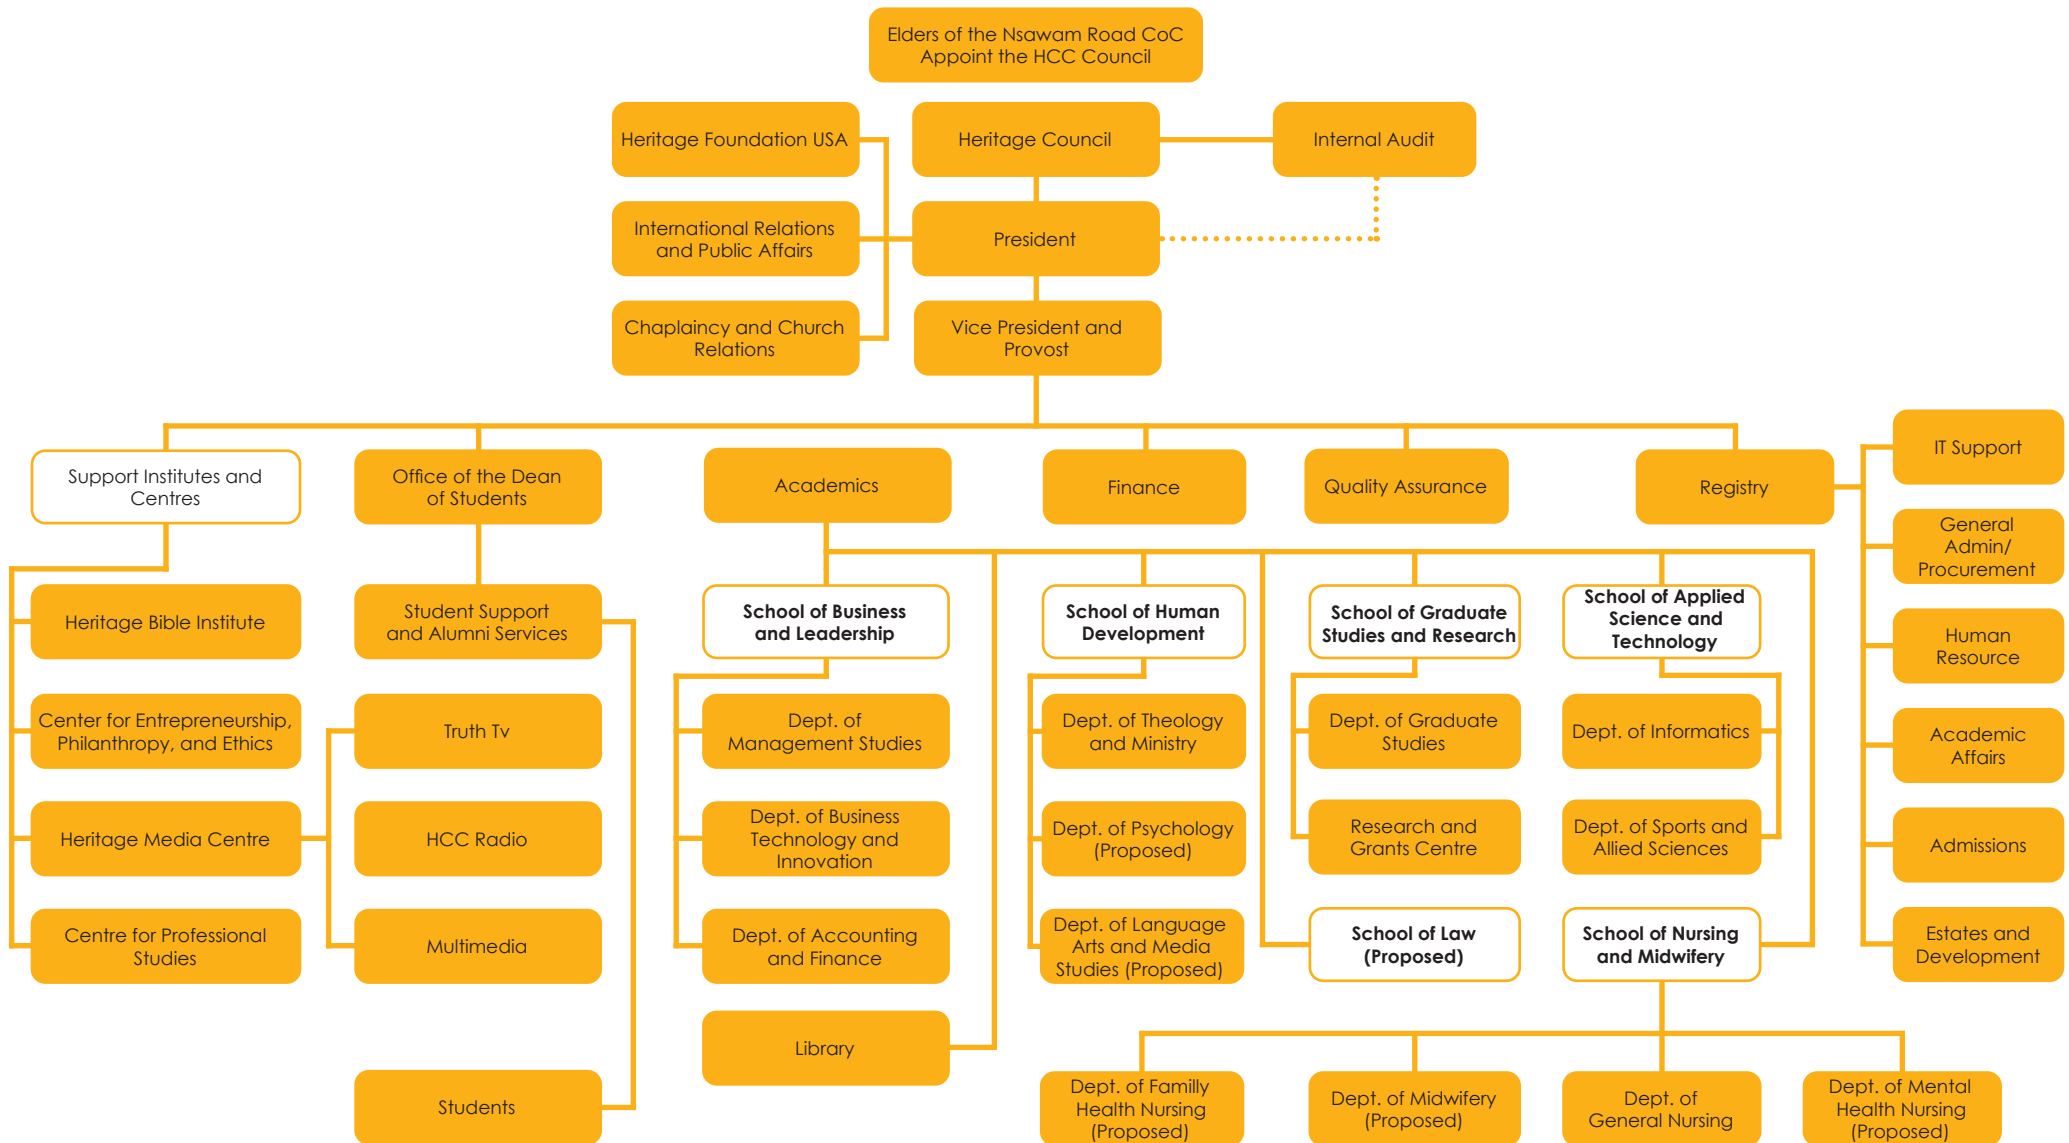 Elders of the Nsawam Road CoC
Appoint the HCC Council
Heritage Foundation USA
Heritage Council
Internal Audit
International Relations
and Public Affairs
President
Chaplaincy and Church
Relations
Vice President and
Provost
Support Institutes and
Centres
Office of the Dean
of Students
Academics
Finance
Quality Assurance
Registry
IT Support
General
Admin/
Procurement
Human
Resource
Academic
Affairs
Admissions
Estates and
Development
Heritage Bible Institute
Center for Entrepreneurship,
Philanthropy, and Ethics
Heritage Media Centre
Centre for Professional
Studies
Student Support
and Alumni Services
Truth Tv
HCC Radio
Multimedia
Students
School of Business
and Leadership
Dept. of
Management Studies
Dept. of Business
Technology and
Innovation
Dept. of Accounting
and Finance
Library
School of Human
Development
Dept. of Theology
and Ministry
Dept. of Psychology
(Proposed)
Dept. of Language
Arts and Media
Studies (Proposed)
School of Graduate
Studies and Research
Dept. of Graduate
Studies
Research and
Grants Centre
School of Law
(Proposed)
School of Applied
Science and
Technology
Dept. of Informatics
Dept. of Sports and
Allied Sciences
School of Nursing
and Midwifery
Dept. of Familly
Health Nursing
(Proposed)
Dept. of Midwifery
(Proposed)
Dept. of
General Nursing
Dept. of Mental
Health Nursing
(Proposed)